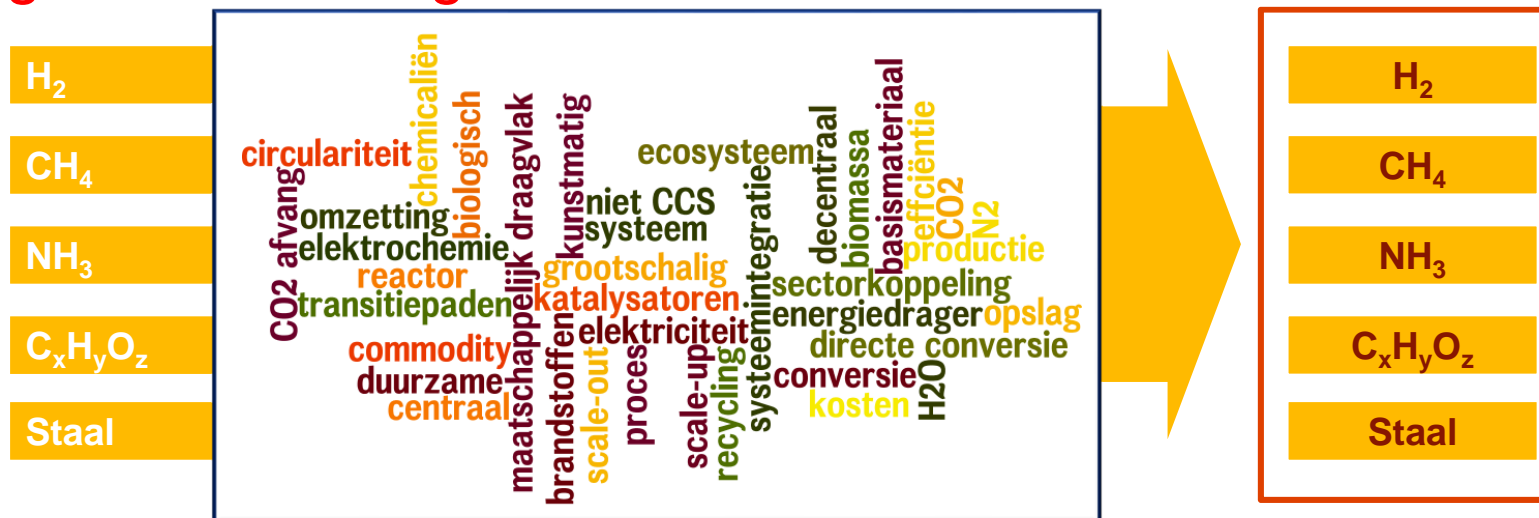 H2
CH4
NH3
CxHyOz
Staal
circulariteit
chemicaliën
biologisch
CO2 afvang
omzetting
elektrochemie
reactor
transitiepaden
commodity
duurzame
centraal
maatschappelijk draagvlak
kunstmatig
niet CCS
systeem
grootschalig
katalysatoren
elektriciteit
brandstoffen
scale-out
proces
scale-up
recycling
ecosysteem
systeemintegratie
decentraal
biomassa
basismateriaal
effciëntie
CO2
N2
productie
sectorkoppeling
energiedrager
opslag
directe conversie
conversie
kosten
H2O
H2
CH4
NH3
CxHyOz
Staal